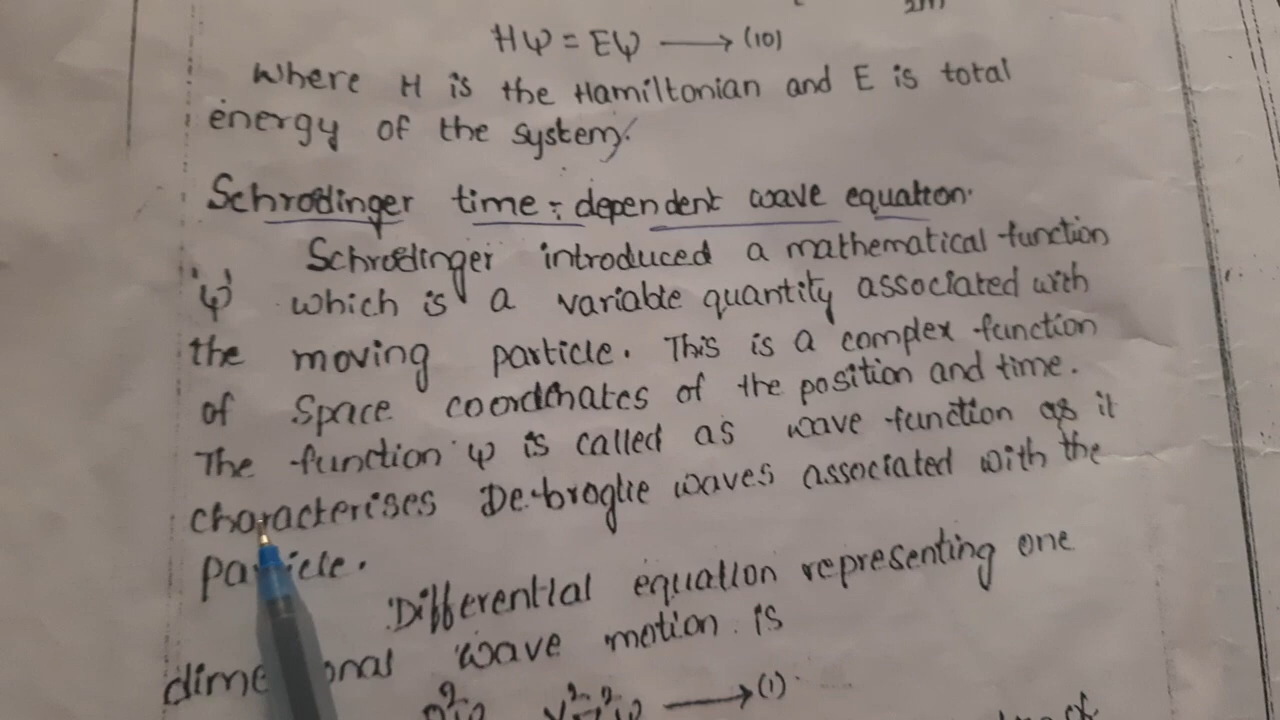 Hψ = Eψ → (10)
Where H is the Hamiltonian and E is total
energy of the system.
Schrodinger time - dependent wave equation.
Schrodinger introduced a mathematical function
'ψ' which is a variable quantity associated with
the moving particle. This is a complex function
of Space coordinates of the position and time.
The function ψ is called as wave function as it
characterises De-broglie waves associated with the
particle.
Differential equation representing one
dimensional wave motion is
→ (1)